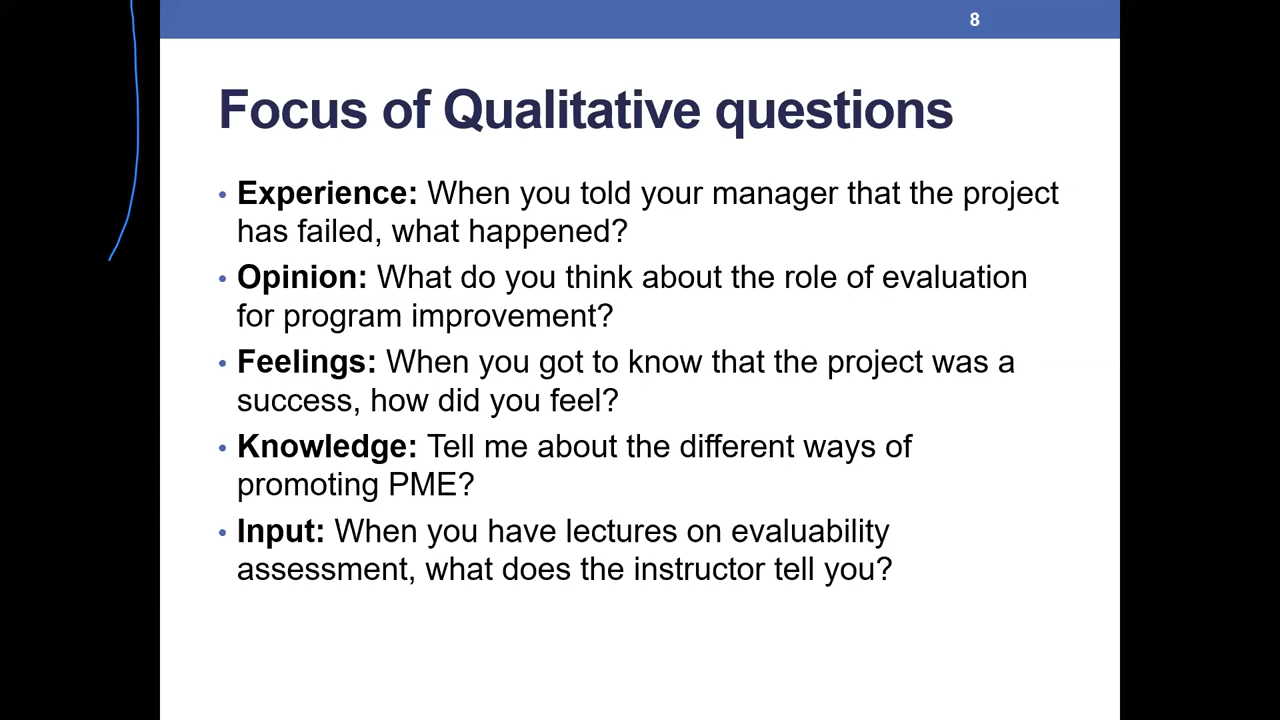 8
Focus of Qualitative questions
• Experience: When you told your manager that the project
has failed, what happened?
• Opinion: What do you think about the role of evaluation
for program improvement?
• Feelings: When you got to know that the project was a
success, how did you feel?
• Knowledge: Tell me about the different ways of
promoting PME?
• Input: When you have lectures on evaluability
assessment, what does the instructor tell you?